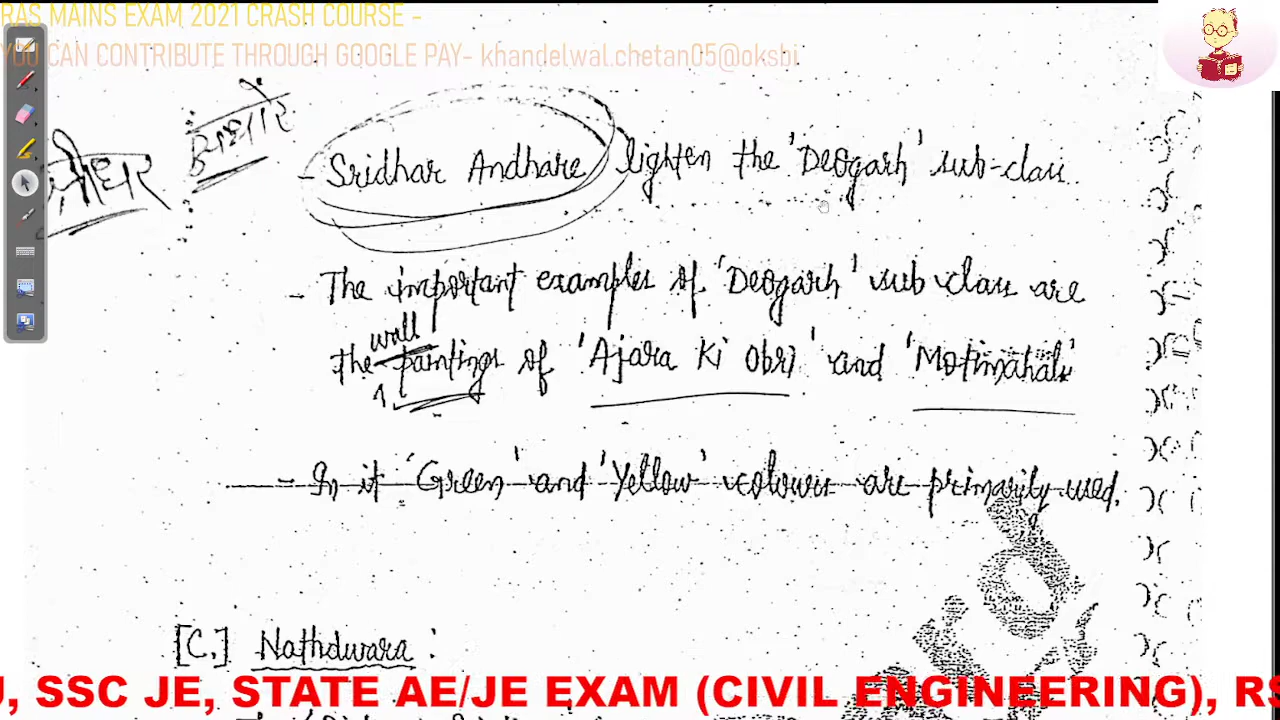 RAS MAINS EXAM 2021 CRASH COURSE -
YOU CAN CONTRIBUTE THROUGH GOOGLE PAY- khandelwal.chetan05@oksbi
श्रीधर अंधारे
- Sridhar Andhare lighten the 'Deogarh' sub-class.
- The important examples of 'Deogarh' sub class are
the wall paintings of 'Ajara Ki Obri' and 'Motimahal'
- In it 'Green' and 'Yellow' colours are primarily used.
[C.] Nathdwara :
J, SSC JE, STATE AE/JE EXAM (CIVIL ENGINEERING), RS